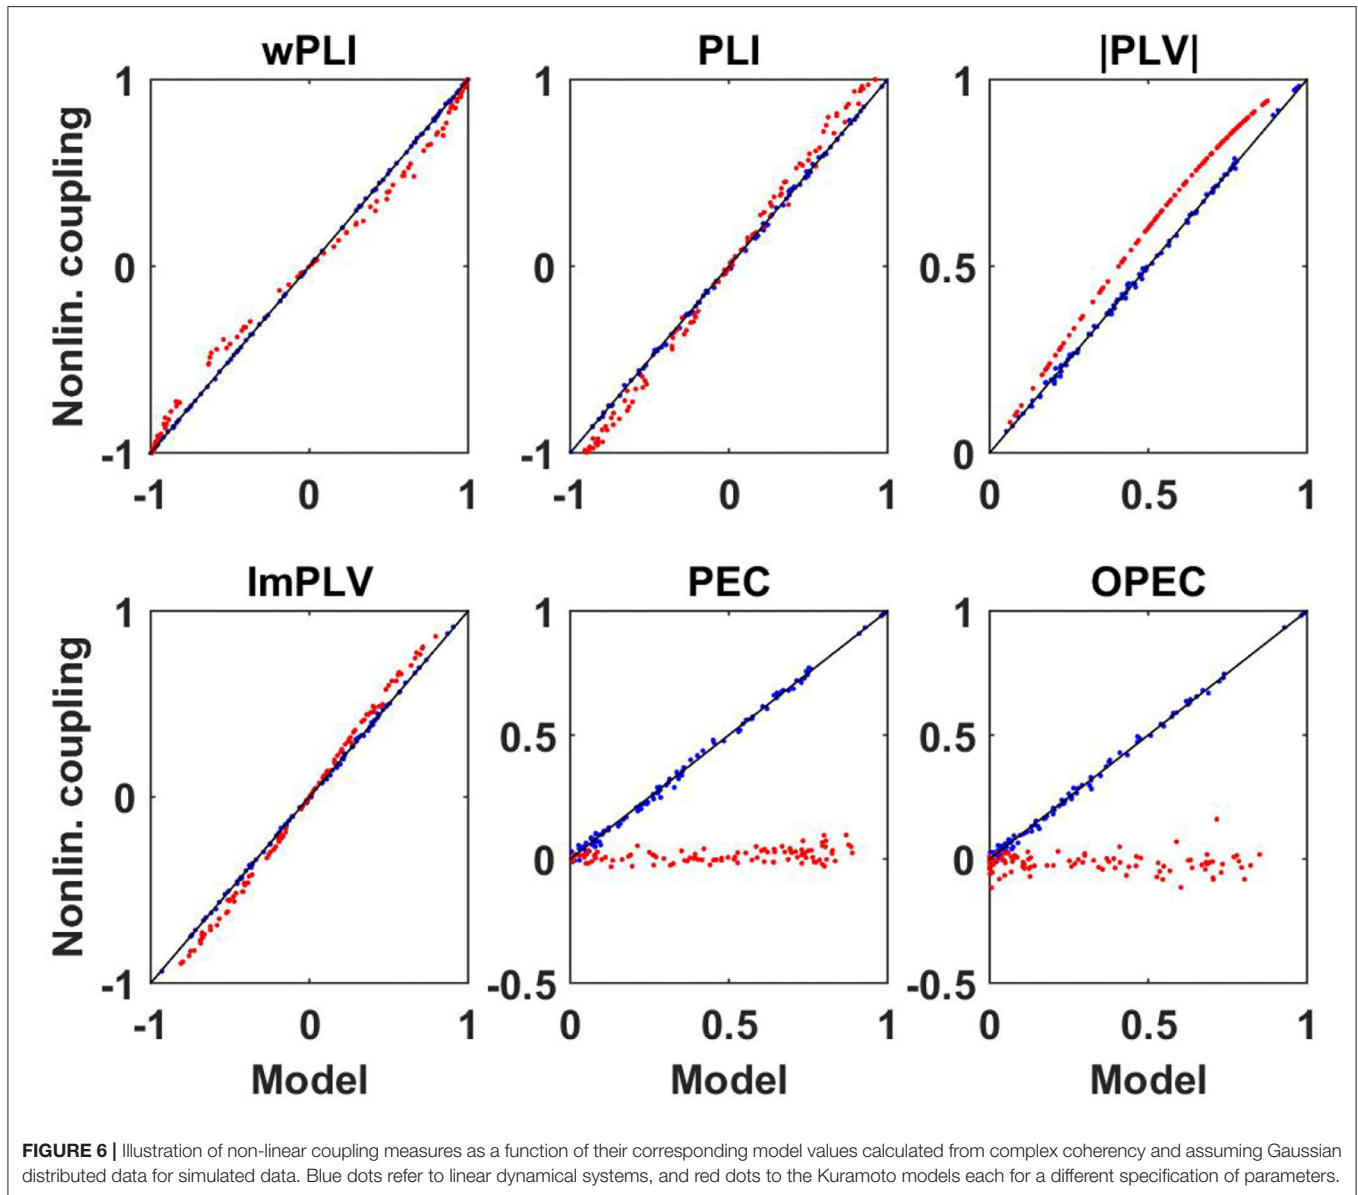 wPLI
PLI
|PLV|
Nonlin. coupling
1
0
-1
-1 0 1
1
0
-1
-1 0 1
1
0.5
0
0 0.5 1
ImPLV
PEC
OPEC
Nonlin. coupling
1
0
-1
-1 0 1
Model
1
0.5
0
-0.5
0 0.5 1
Model
1
0.5
0
-0.5
0 0.5 1
Model
FIGURE 6 | Illustration of non-linear coupling measures as a function of their corresponding model values calculated from complex coherency and assuming Gaussian
distributed data for simulated data. Blue dots refer to linear dynamical systems, and red dots to the Kuramoto models each for a different specification of parameters.